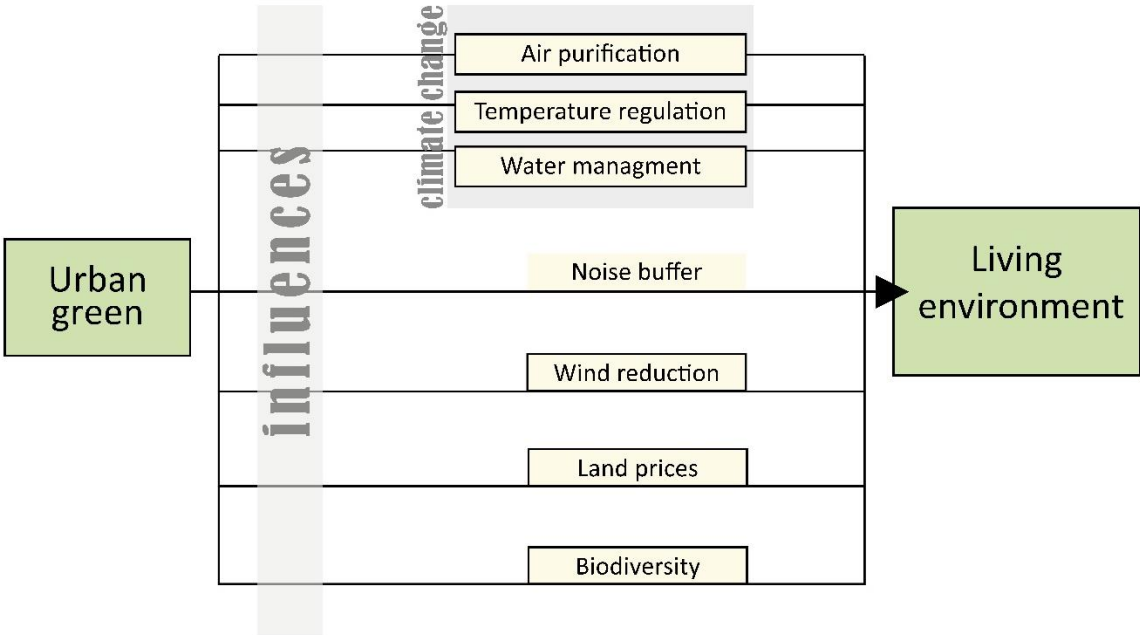 climate change
Air purification
Temperature regulation
Water managment
influences
Urban
green
Noise buffer
Living
environment
Wind reduction
Land prices
Biodiversity